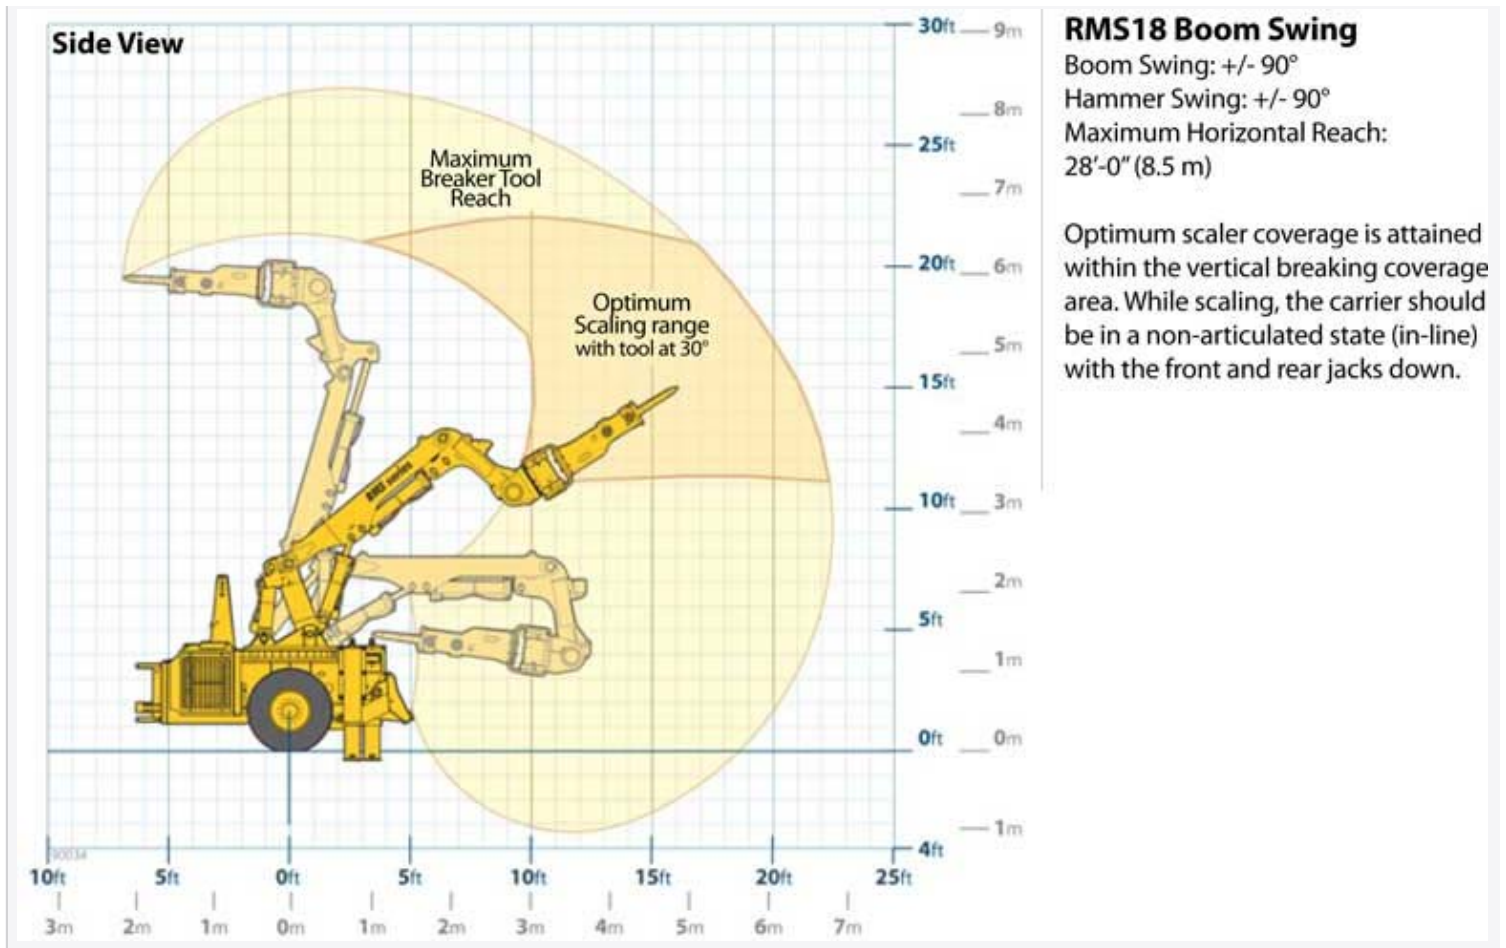 Side View
30ft
9m
8m
25ft
7m
20ft
6m
5m
15ft
4m
10ft
3m
2m
5ft
1m
0ft
0m
1m
4ft
Maximum
Breaker Tool
Reach
Optimum
Scaling range
with tool at 30°
RMS series
90034
10ft
5ft
0ft
5ft
10ft
15ft
20ft
25ft
3m
2m
1m
0m
1m
2m
3m
4m
5m
6m
7m
RMS18 Boom Swing
Boom Swing: +/- 90°
Hammer Swing: +/- 90°
Maximum Horizontal Reach:
28'-0" (8.5 m)
Optimum scaler coverage is attained
within the vertical breaking coverage
area. While scaling, the carrier should
be in a non-articulated state (in-line)
with the front and rear jacks down.